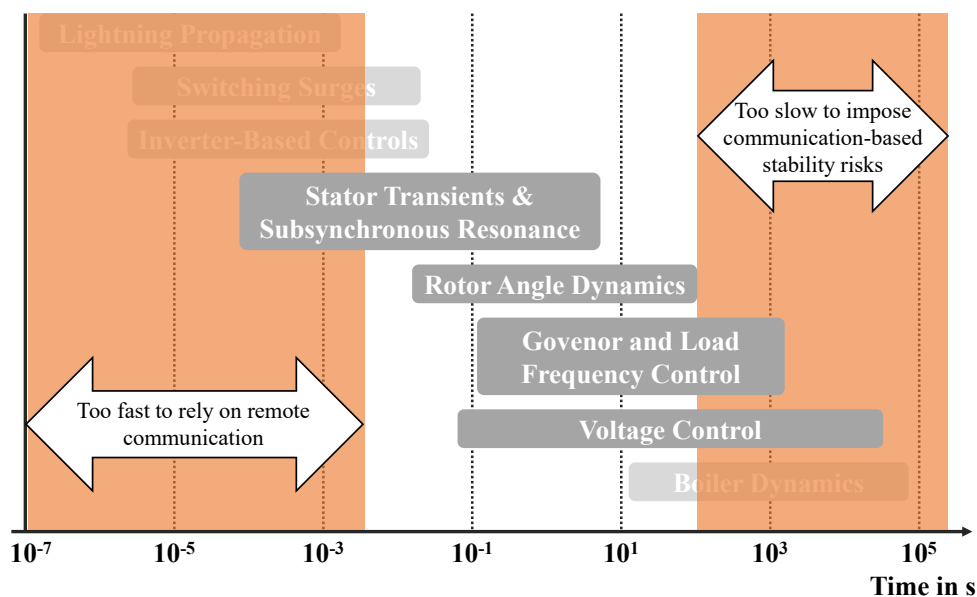 Lightning Propagation
Switching Surges
Inverter-Based Controls
Stator Transients &
Subsynchronous Resonance
Rotor Angle Dynamics
Govenor and Load
Frequency Control
Voltage Control
Boiler Dynamics
Too slow to impose
communication-based
stability risks
Too fast to rely on remote
communication
10⁻⁷ 10⁻⁵ 10⁻³ 10⁻¹ 10¹ 10³ 10⁵
Time in s